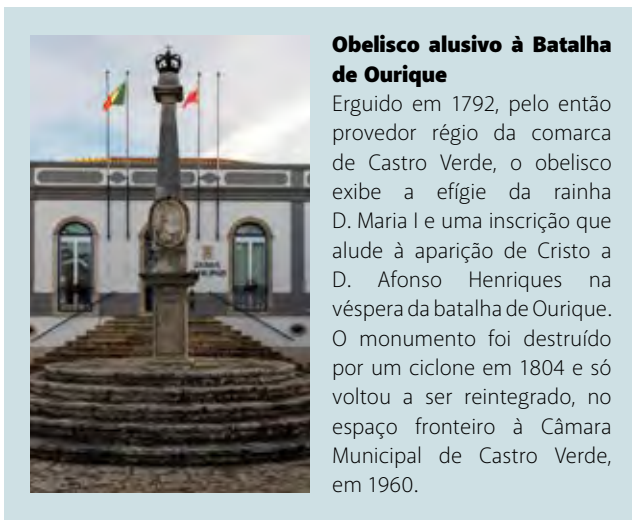 Obelisco alusivo à Batalha
de Ourique
Erguido em 1792, pelo então
provedor régio da comarca
de Castro Verde, o obelisco
exibe a efígie da rainha
D. Maria I e uma inscrição que
alude à aparição de Cristo a
D. Afonso Henriques na
véspera da batalha de Ourique.
O monumento foi destruído
por um ciclone em 1804 e só
voltou a ser reintegrado, no
espaço fronteiro à Câmara
Municipal de Castro Verde,
em 1960.